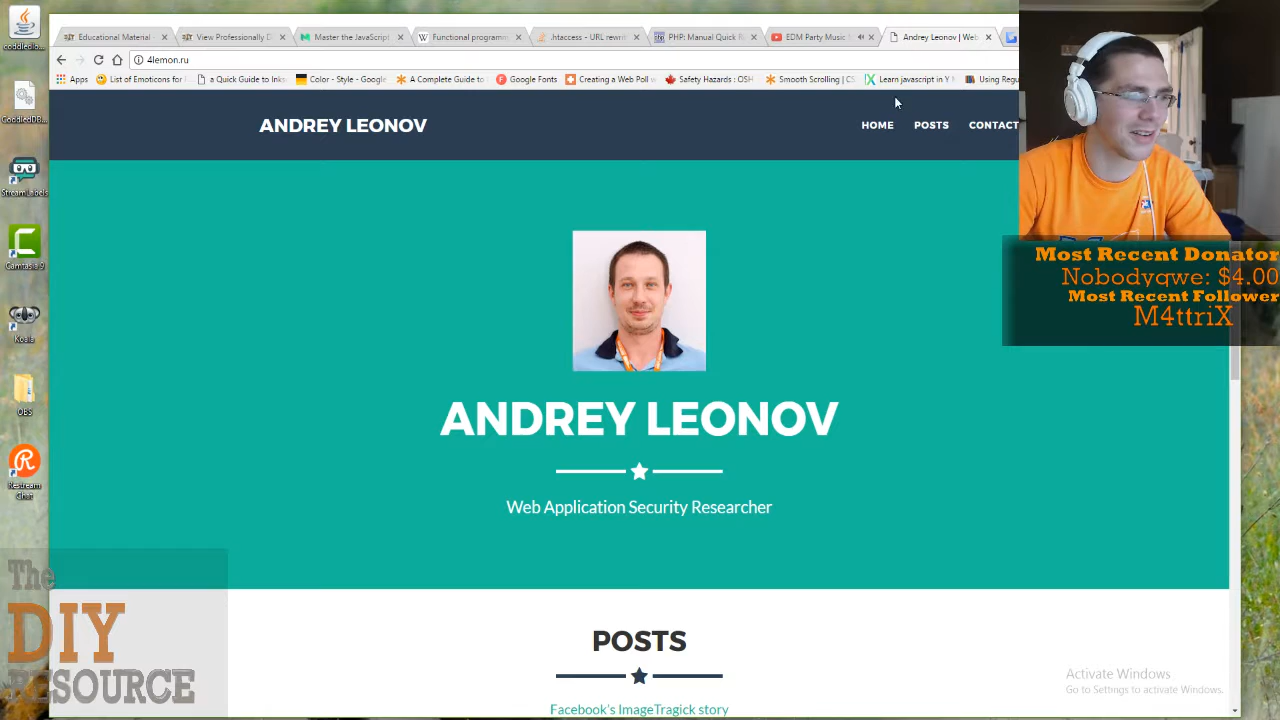 Educational Material
View Professionally D
Master the JavaScript
Functional programm
.htaccess - URL rewrit
PHP: Manual Quick R
EDM Party Music
Andrey Leonov | Web
4lemon.ru
Apps
List of Emoticons for
a Quick Guide to Inks
Color - Style - Google
A Complete Guide to
Google Fonts
Creating a Web Poll
Safety Hazards : OSH
Smooth Scrolling | CS
Learn javascript in Y
Using Regu
ANDREY LEONOV
HOME
POSTS
CONTACT
Most Recent Donator
Nobodyqwe: $4.00
Most Recent Follower
M4ttriX
ANDREY LEONOV
Web Application Security Researcher
POSTS
Facebook's ImageTragick story
CoddledDB...
StreamLabels
Camtasia 9
Koala
OBS
Restream
Chat
The
DIY
RESOURCE
Activate Windows
Go to Settings to activate Windows.